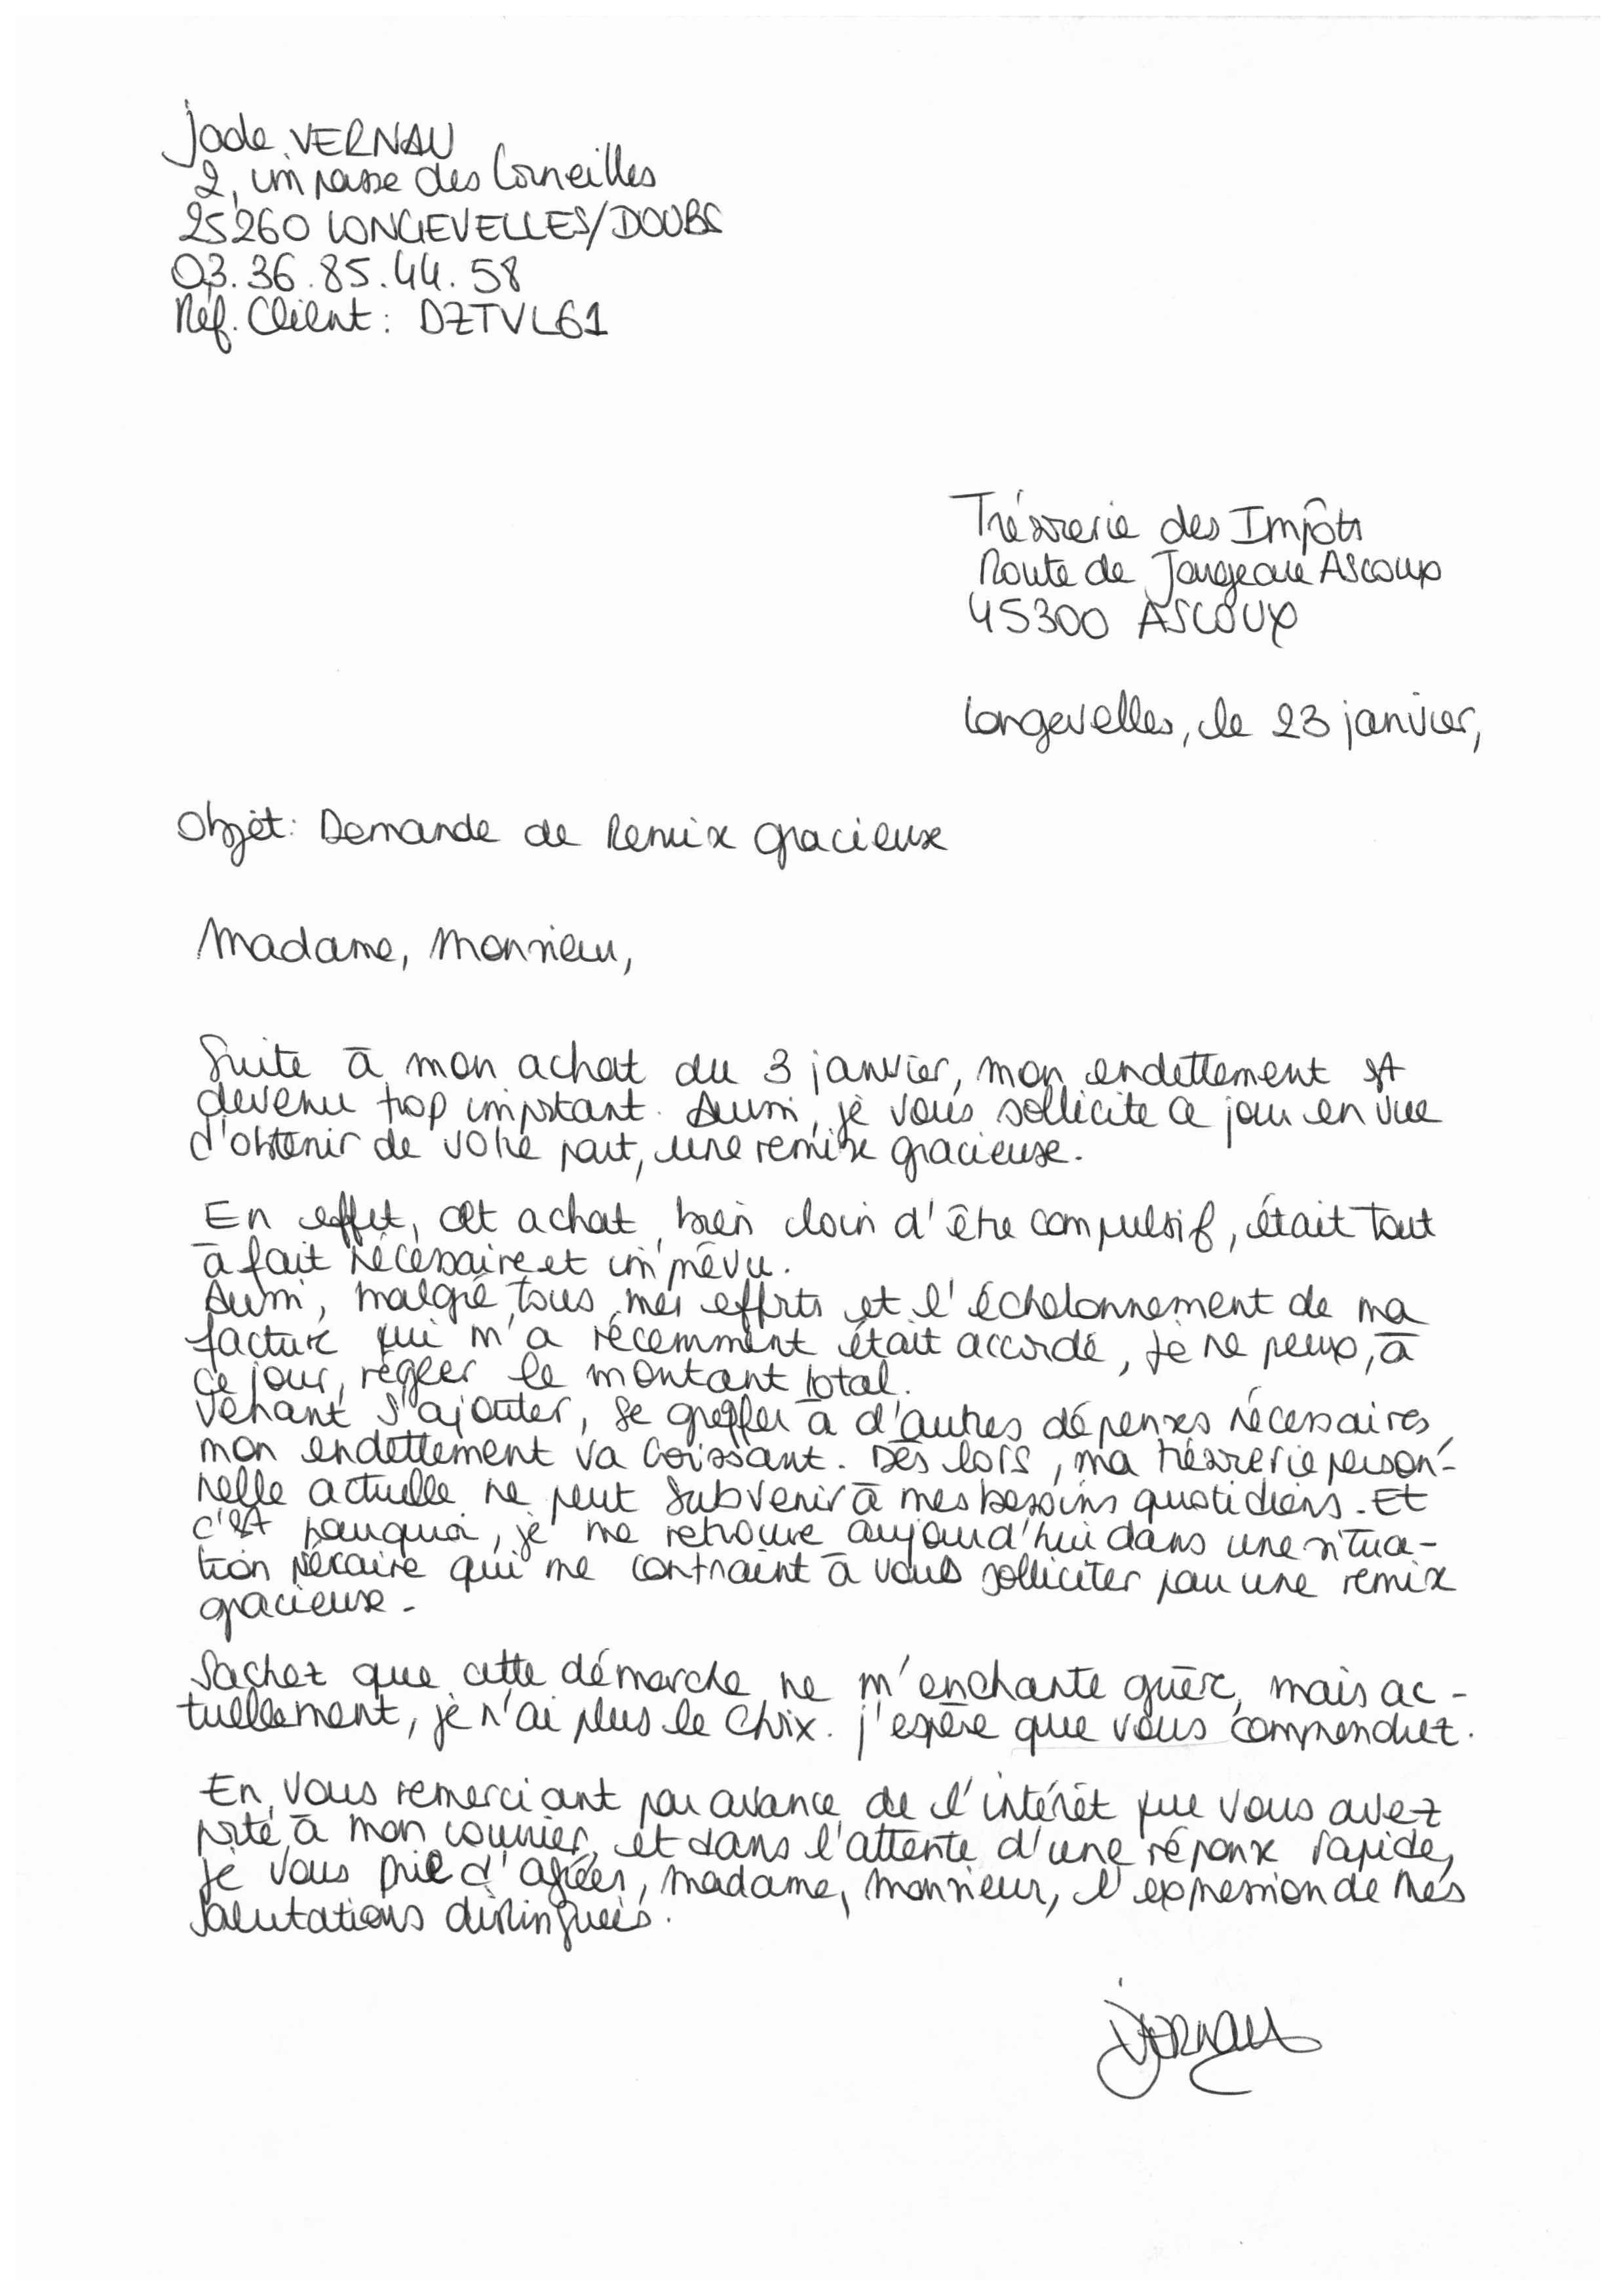 Jade VERNAU
2, impasse des Corneilles
25260 LONGEVELLES/DOUBS
03.36.85.44.58
Réf. Client : DZTVL61
Trésorerie des Impôts
Route de Jargeau Ascoux
45300 ASCOUX
Longevelles, le 23 janvier,
Objet : Demande de Remise gracieuse
Madame, Monsieur,
Suite à mon achat du 3 janvier, mon endettement est
devenu trop important. Aussi, je vous sollicite ce jour en vue
d'obtenir de votre part, une remise gracieuse.
En effet, cet achat, bien loin d'être compulsif, était tout
à fait nécessaire et imprévu.
Aussi, malgré tous mes efforts et l'échelonnement de ma
facture qui m'a récemment était accordé, je ne peux, à
ce jour, régler le montant total.
Venant s'ajouter, se greffer à d'autres dépenses nécessaires,
mon endettement va croissant. Dès lors, ma trésorerie person-
nelle actuelle ne peut subvenir à mes besoins quotidiens. Et
c'est pourquoi, je me retrouve aujourd'hui dans une situa-
tion précaire qui me contraint à vous solliciter pour une remise
gracieuse.
Sachez que cette démarche ne m'enchante guère, mais ac-
tuellement, je n'ai plus le choix. J'espère que vous comprendrez.
En vous remerciant par avance de l'intérêt que vous avez
porté à mon courrier, et dans l'attente d'une réponse rapide,
je vous prie d'agréer, Madame, Monsieur, l'expression de mes
salutations distinguées.
JVERNAU